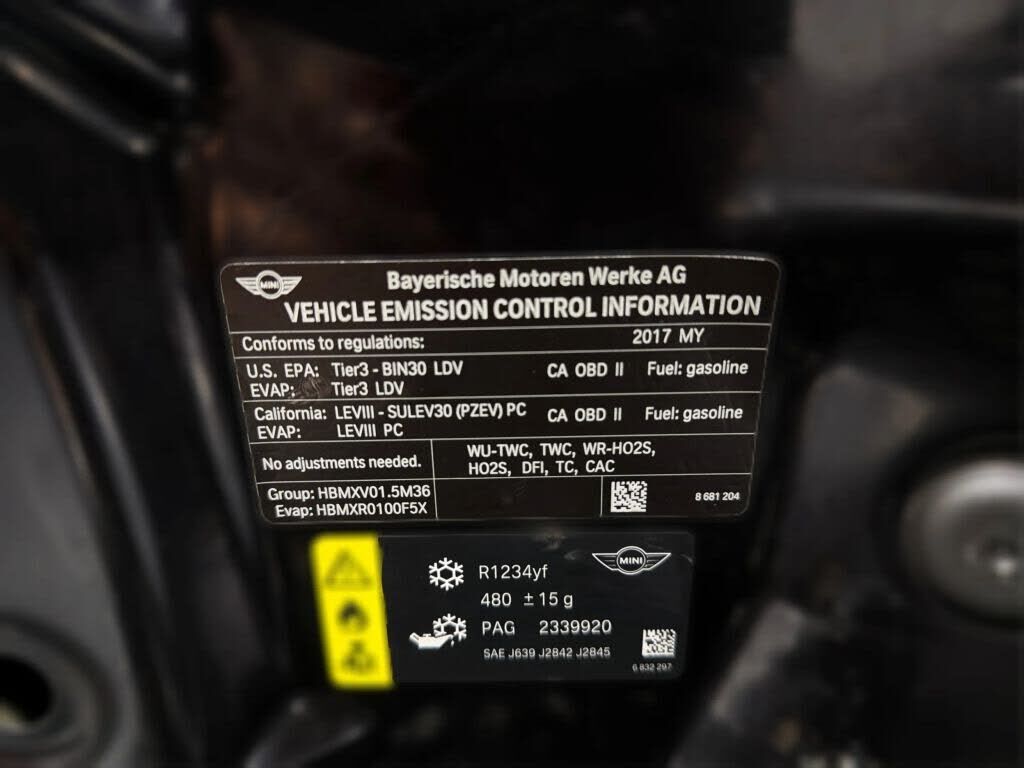 MINI
Bayerische Motoren Werke AG
VEHICLE EMISSION CONTROL INFORMATION
Conforms to regulations: 2017 MY
U.S. EPA: Tier3 - BIN30 LDV CA OBD II Fuel: gasoline
EVAP: Tier3 LDV
California: LEVIII - SULEV30 (PZEV) PC CA OBD II Fuel: gasoline
EVAP: LEVIII PC
No adjustments needed.
WU-TWC, TWC, WR-HO2S,
HO2S, DFI, TC, CAC
Group: HBMXV01.5M36
Evap: HBMXR0100F5X
8 681 204
MINI
R1234yf
480 ± 15 g
PAG 2339920
SAE J639 J2842 J2845
6 832 297